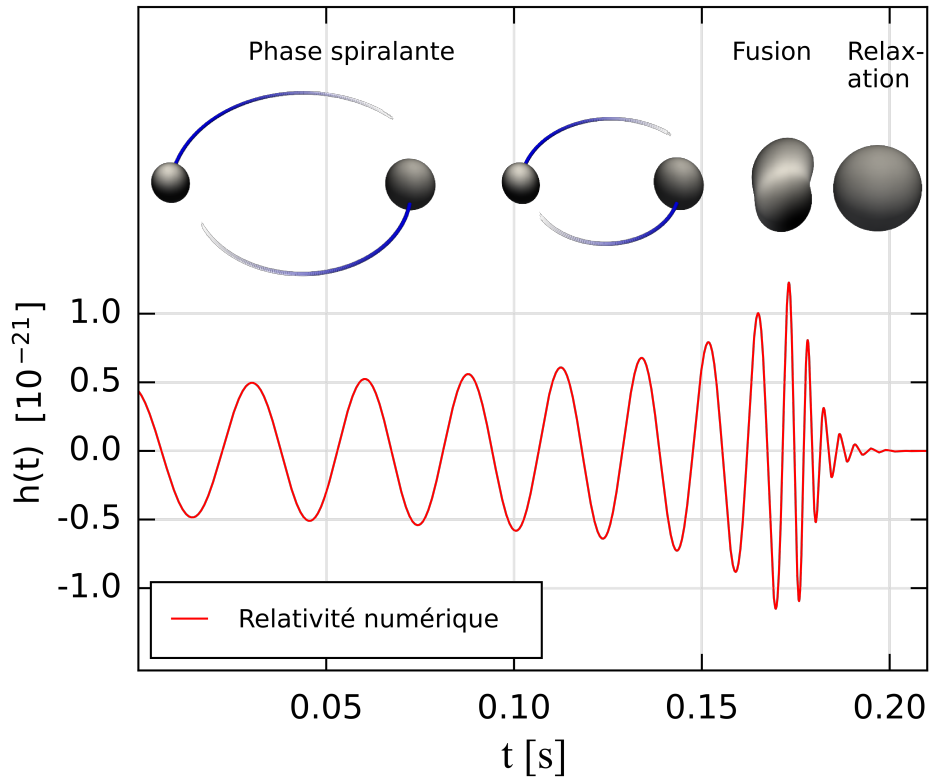 Phase spiralante
Fusion
Relax-
ation
h(t) [10⁻²¹]
1.0
0.5
0.0
-0.5
-1.0
Relativité numérique
0.05
0.10
0.15
0.20
t [s]